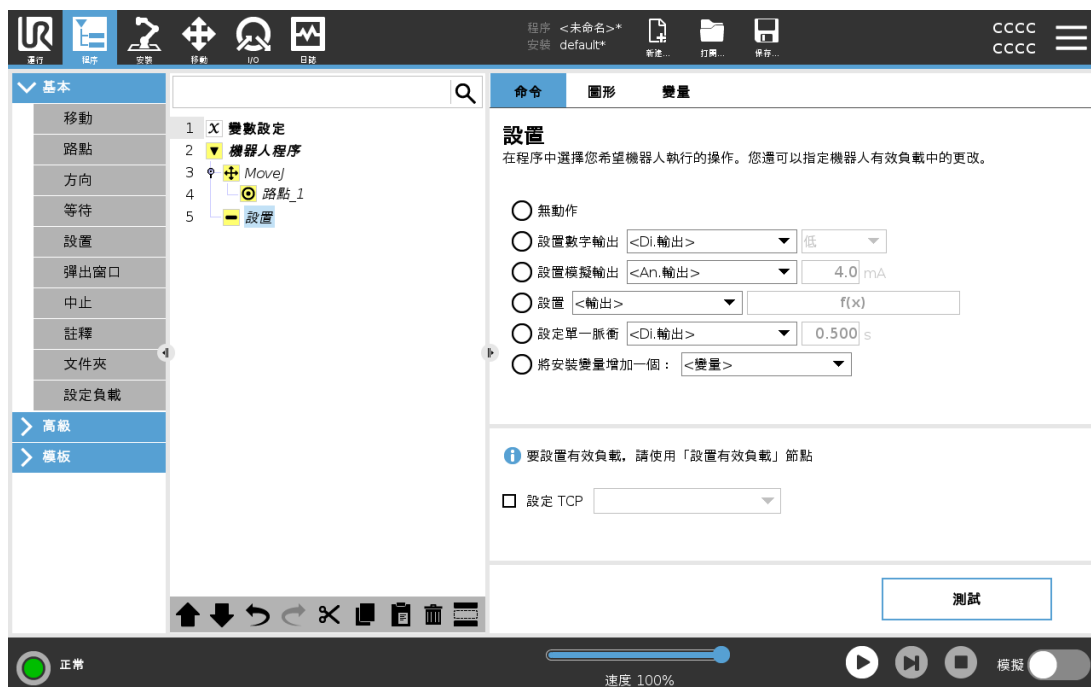 程序 <未命名>*
安裝 default*
新建... 打開... 保存...
CCCC
CCCC
運行 程序 安裝 移動 I/O 日誌
基本
移動
路點
方向
等待
設置
彈出窗口
中止
註釋
文件夾
設定負載
高級
模板
1 X 變數設定
2 機器人程序
3 MoveJ
4 路點_1
5 設置
命令 圖形 變量
設置
在程序中選擇您希望機器人執行的操作。您還可以指定機器人有效負載中的更改。
無動作
設置數字輸出 <Di.輸出> 低
設置模擬輸出 <An.輸出> 4.0 mA
設置 <輸出> f(x)
設定單一脈衝 <Di.輸出> 0.500 s
將安裝變量增加一個： <變量>
要設置有效負載，請使用「設置有效負載」節點
設定 TCP
測試
正常
速度 100%
模擬